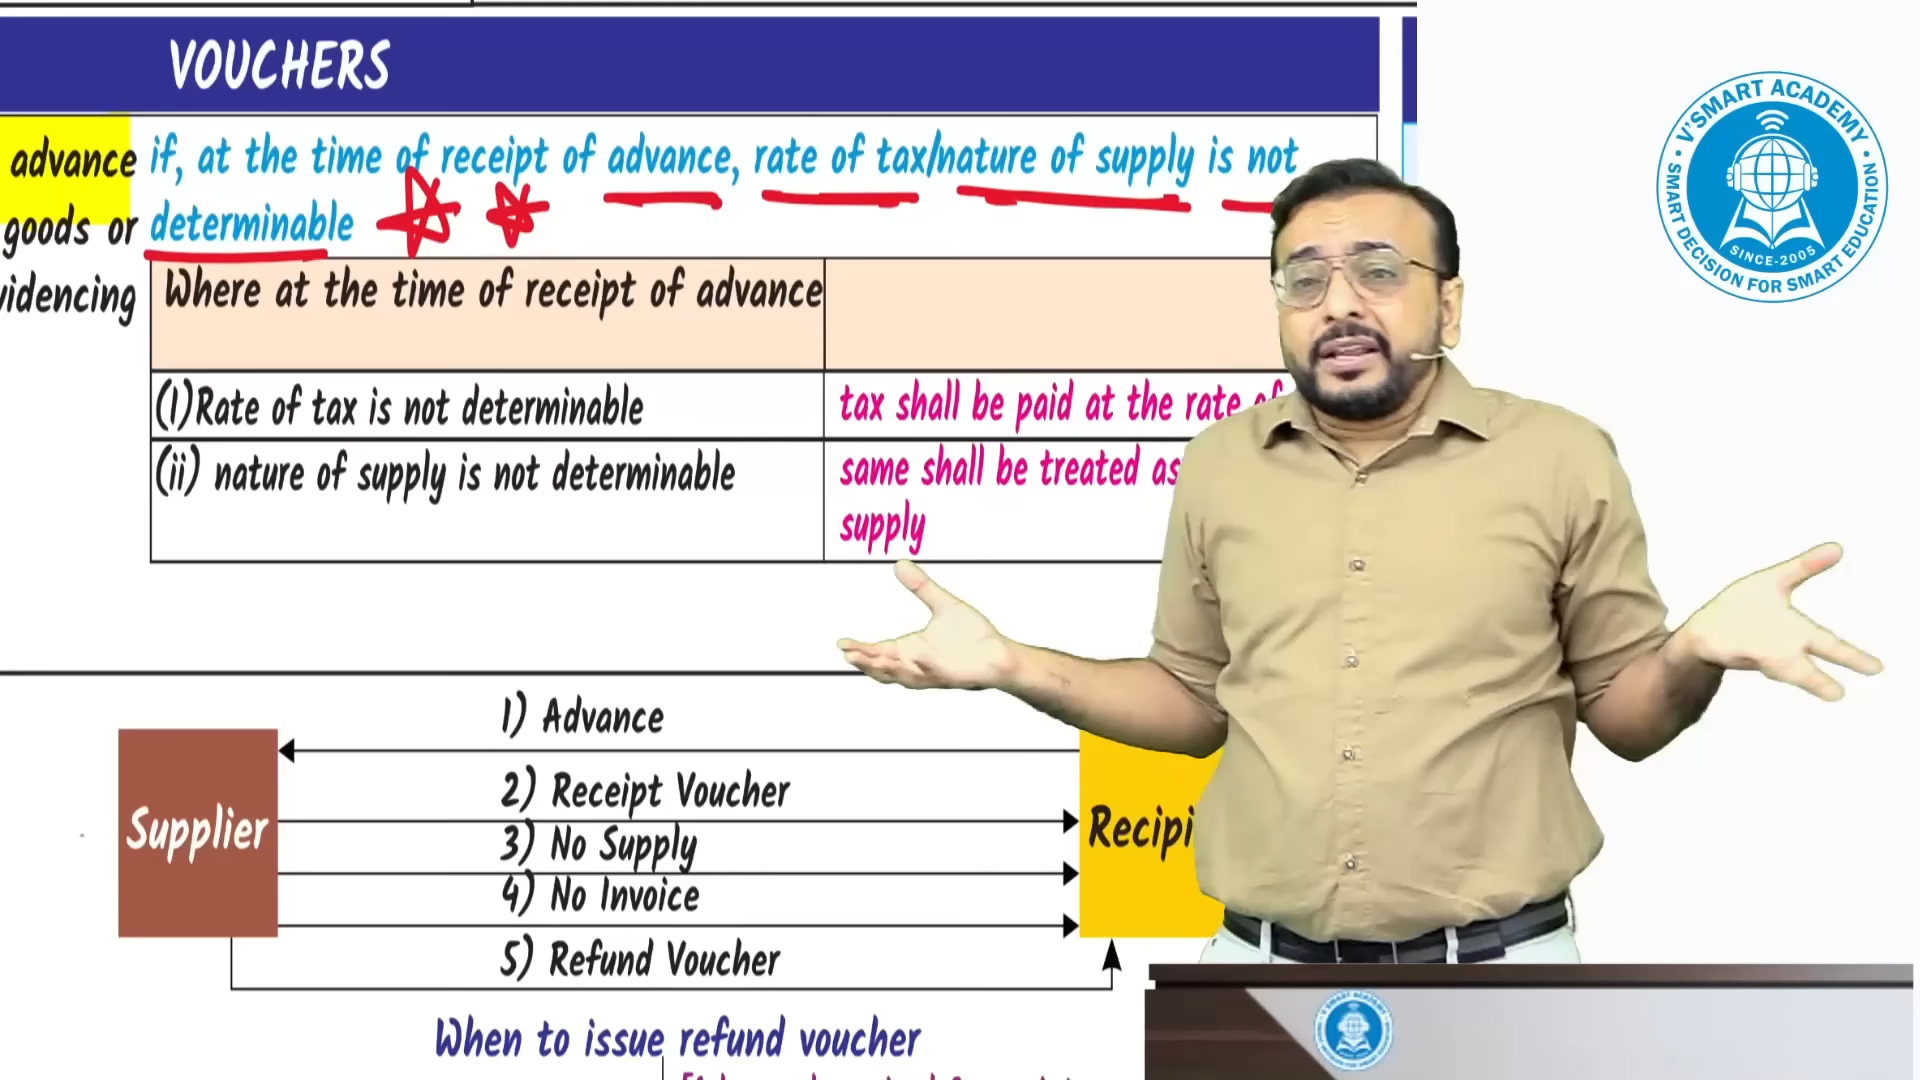 VOUCHERS
advance if, at the time of receipt of advance, rate of tax/nature of supply is not
goods or determinable
videncing
Where at the time of receipt of advance
(I)Rate of tax is not determinable
tax shall be paid at the rate of
(ii) nature of supply is not determinable
same shall be treated as
supply
1) Advance
2) Receipt Voucher
3) No Supply
4) No Invoice
5) Refund Voucher
Supplier
Recipi
When to issue refund voucher
V'SMART ACADEMY
SMART DECISION FOR SMART EDUCATION
SINCE-2005